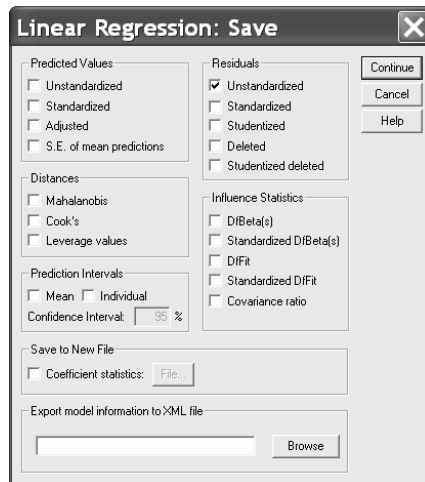 Linear Regression: Save
Predicted Values
Unstandardized
Standardized
Adjusted
S.E. of mean predictions
Distances
Mahalanobis
Cook's
Leverage values
Prediction Intervals
Mean Individual
Confidence Interval: 95 %
Residuals
Unstandardized
Standardized
Studentized
Deleted
Studentized deleted
Influence Statistics
DfBeta(s)
Standardized DfBeta(s)
DfFit
Standardized DfFit
Covariance ratio
Continue
Cancel
Help
Save to New File
Coefficient statistics: File...
Export model information to XML file
Browse